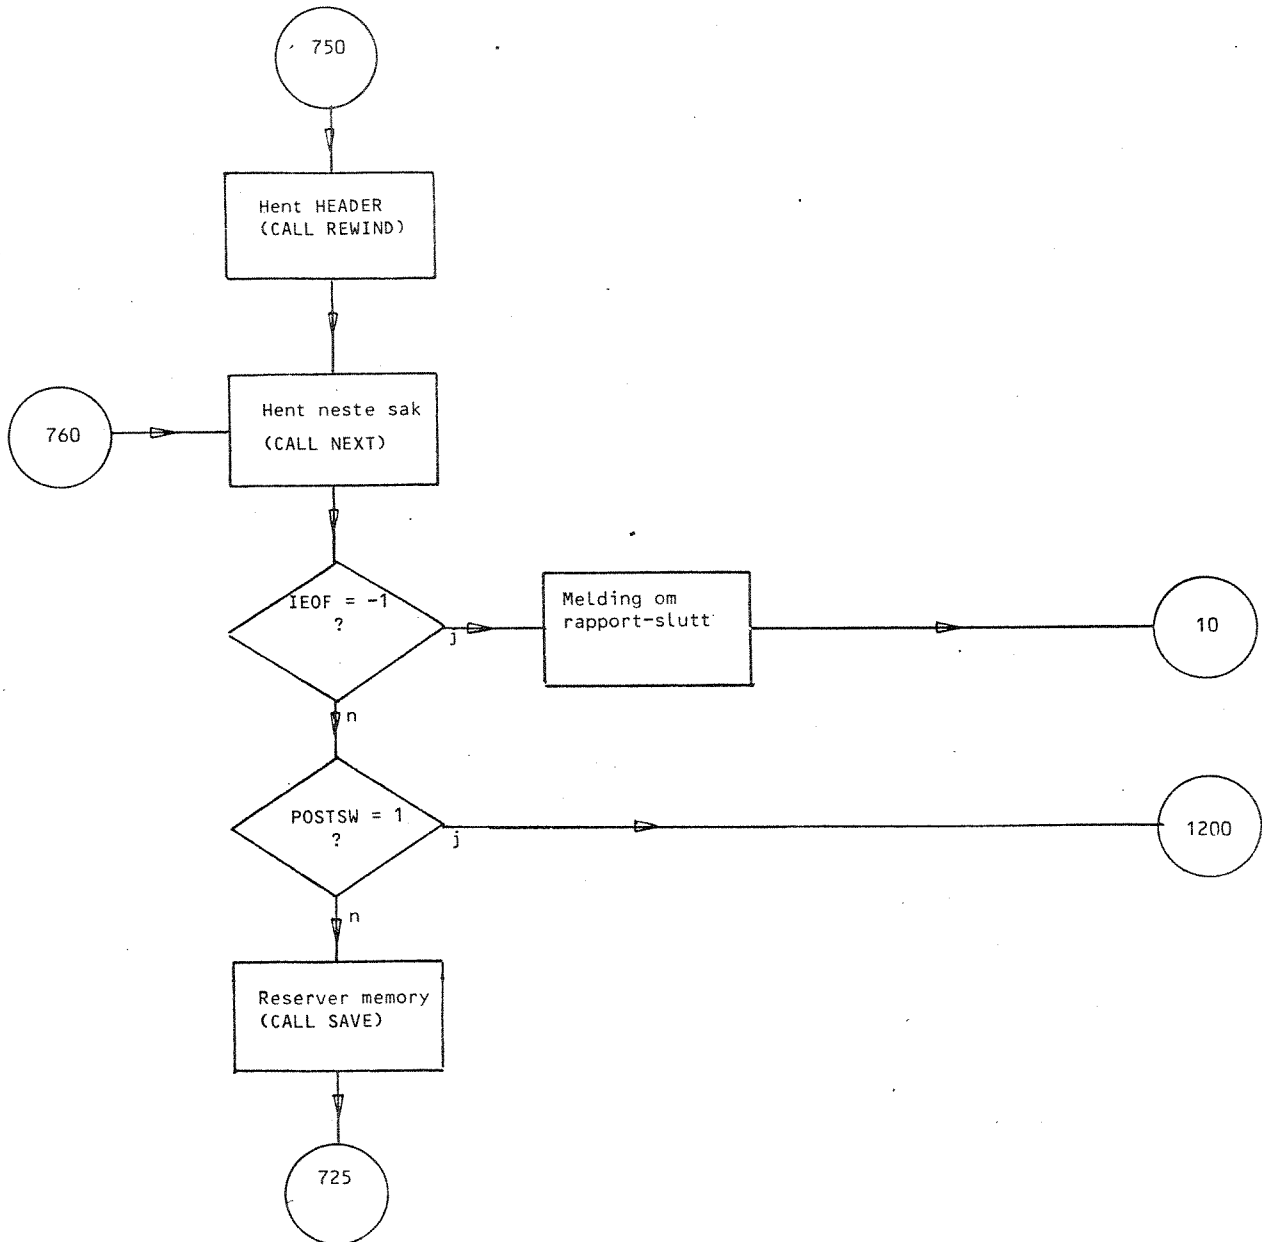 750
Hent HEADER
(CALL REWIND)
760
Hent neste sak
(CALL NEXT)
IEOF = -1
?
j
Melding om
rapport-slutt
10
n
POSTSW = 1
?
j
1200
n
Reserver memory
(CALL SAVE)
725